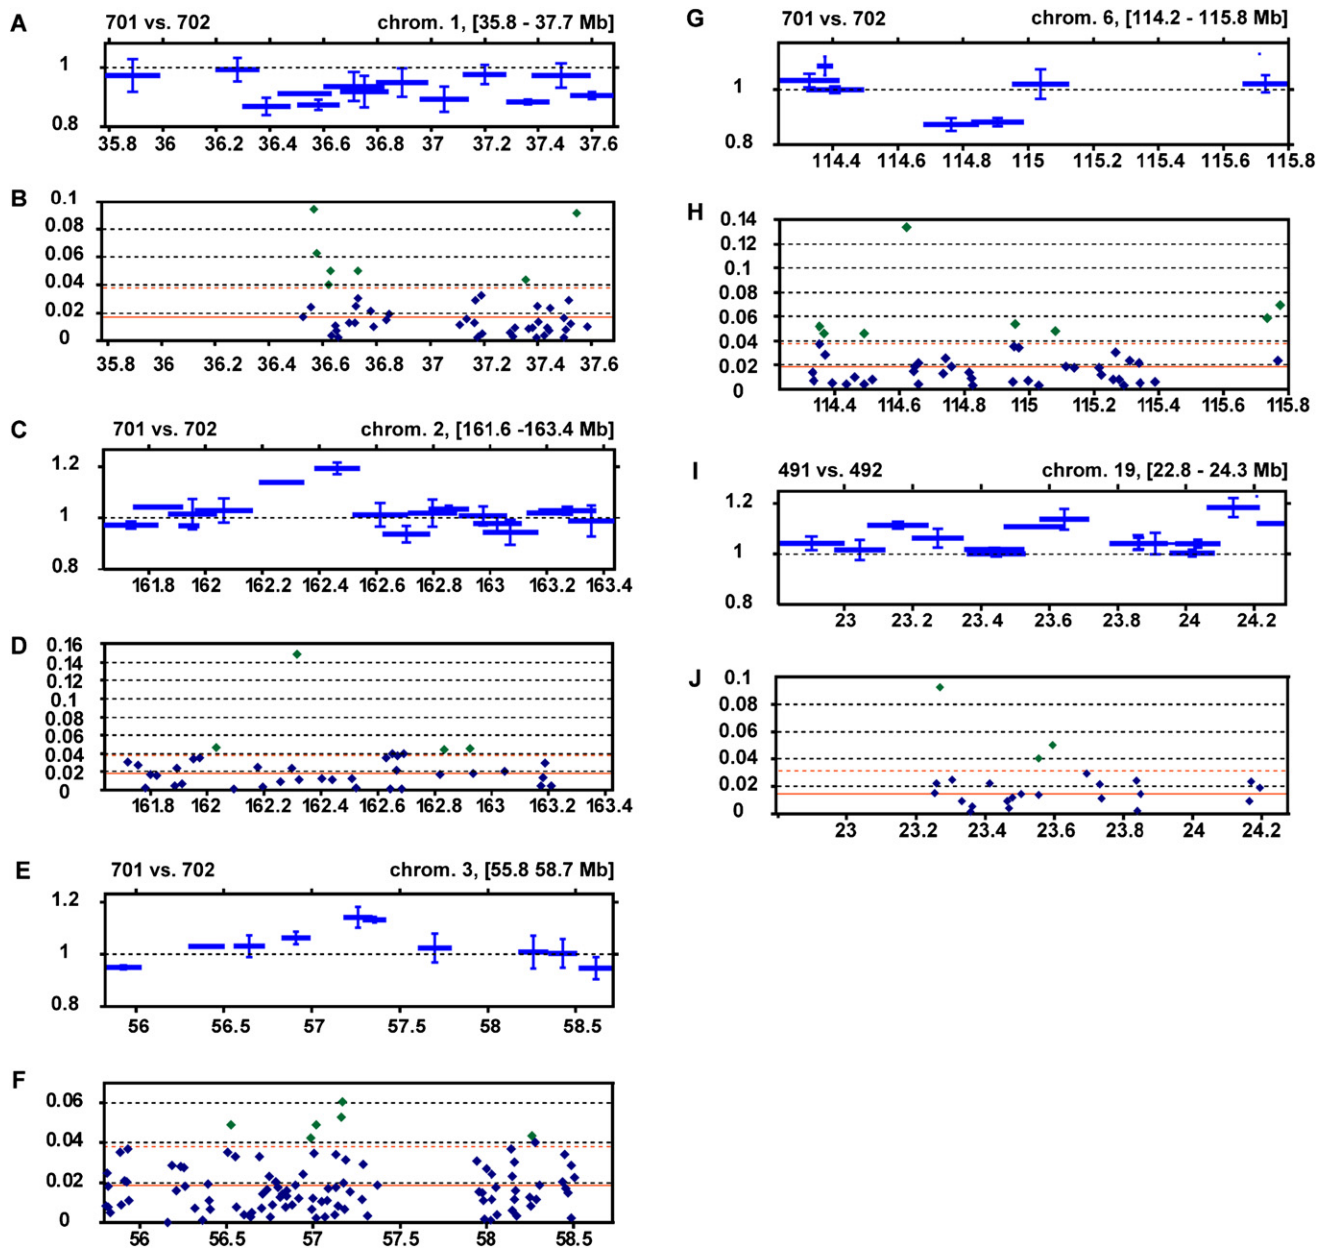 A
701 vs. 702 chrom. 1, [35.8 - 37.7 Mb]
1
0.8
35.8 36 36.2 36.4 36.6 36.8 37 37.2 37.4 37.6
B
0.1
0.08
0.06
0.04
0.02
0
35.8 36 36.2 36.4 36.6 36.8 37 37.2 37.4 37.6
C
701 vs. 702 chrom. 2, [161.6 -163.4 Mb]
1.2
1
0.8
161.8 162 162.2 162.4 162.6 162.8 163 163.2 163.4
D
0.16
0.14
0.12
0.1
0.08
0.06
0.04
0.02
0
161.8 162 162.2 162.4 162.6 162.8 163 163.2 163.4
E
701 vs. 702 chrom. 3, [55.8 58.7 Mb]
1.2
1
0.8
56 56.5 57 57.5 58 58.5
F
0.06
0.04
0.02
0
56 56.5 57 57.5 58 58.5
G
701 vs. 702 chrom. 6, [114.2 - 115.8 Mb]
1
0.8
114.4 114.6 114.8 115 115.2 115.4 115.6 115.8
H
0.14
0.12
0.1
0.08
0.06
0.04
0.02
0
114.4 114.6 114.8 115 115.2 115.4 115.6 115.8
I
491 vs. 492 chrom. 19, [22.8 - 24.3 Mb]
1.2
1
0.8
23 23.2 23.4 23.6 23.8 24 24.2
J
0.1
0.08
0.06
0.04
0.02
0
23 23.2 23.4 23.6 23.8 24 24.2